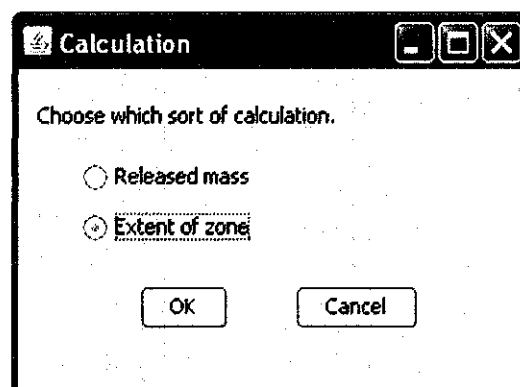 Calculation
Choose which sort of calculation.
Released mass
Extent of zone
OK Cancel